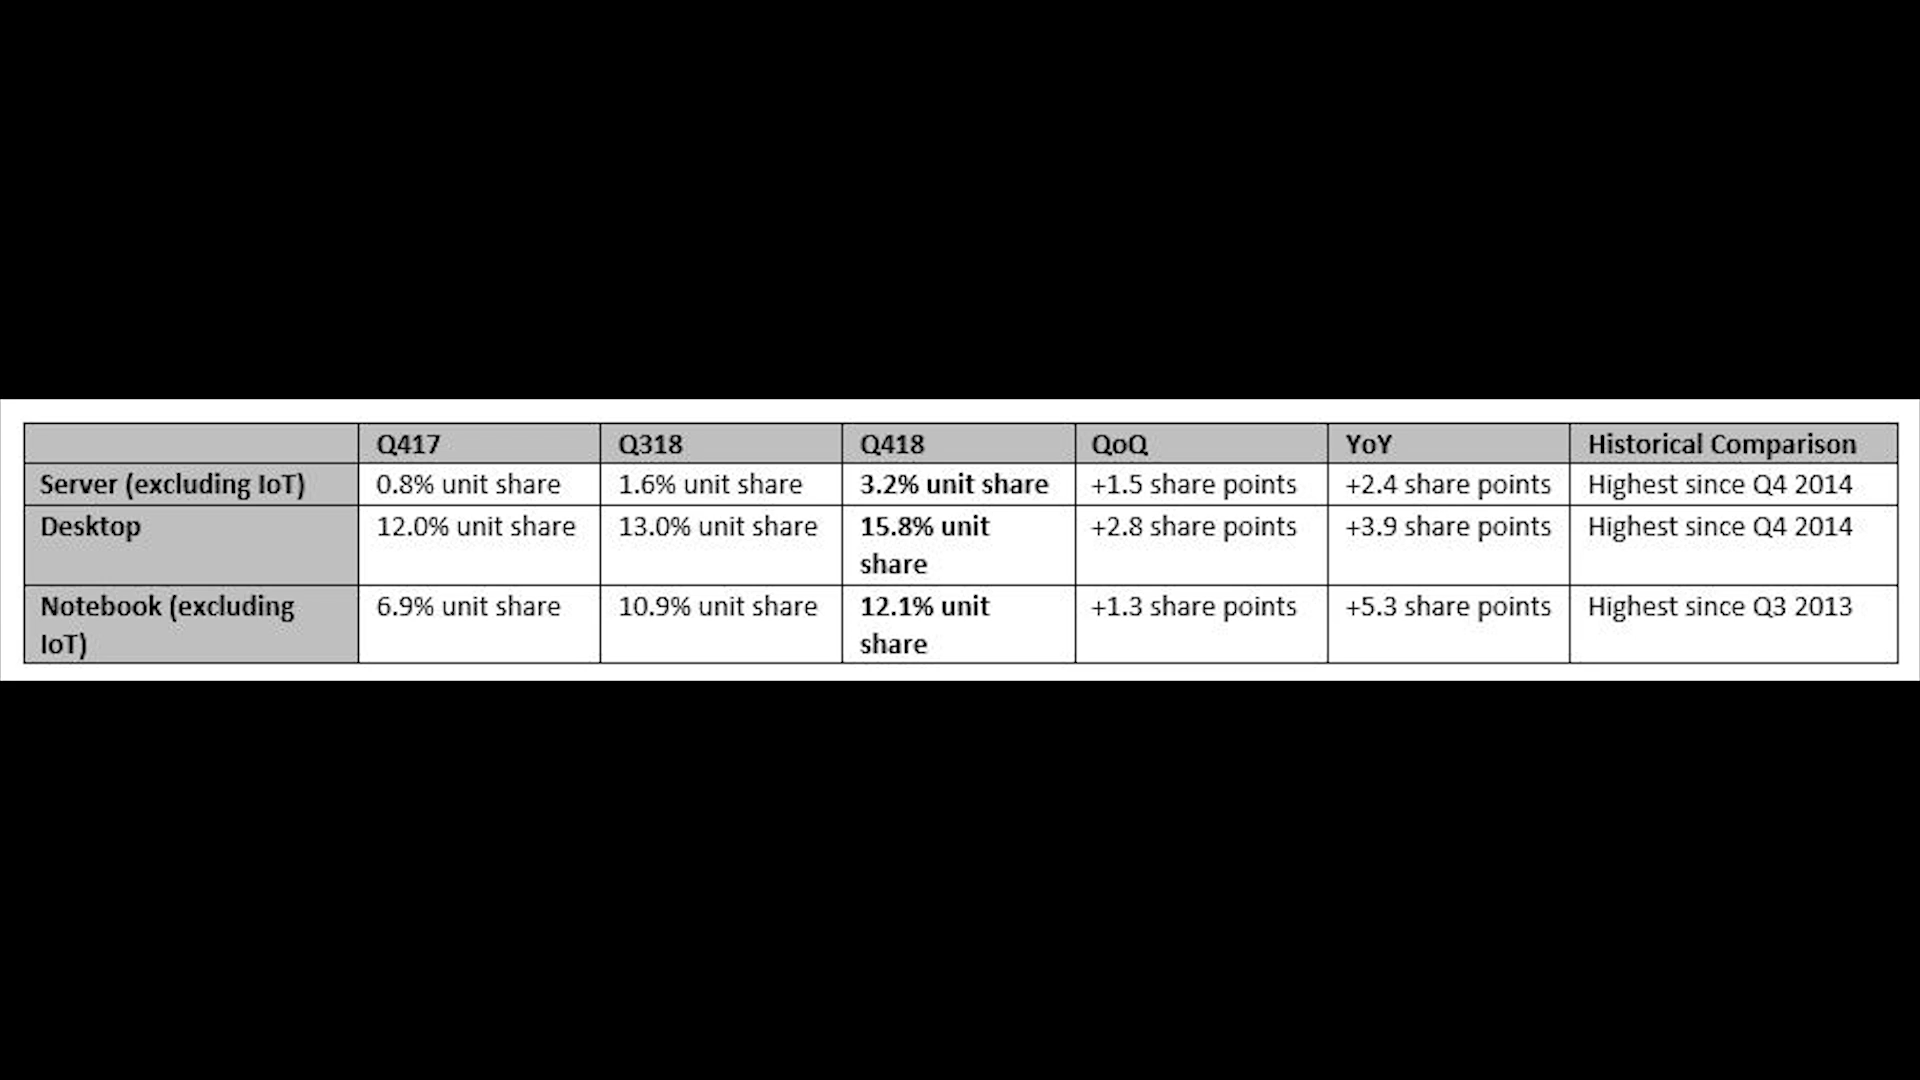 Q417 Q318 Q418 QoQ YoY Historical Comparison
Server (excluding IoT) 0.8% unit share 1.6% unit share 3.2% unit share +1.5 share points +2.4 share points Highest since Q4 2014
Desktop 12.0% unit share 13.0% unit share 15.8% unit +2.8 share points +3.9 share points Highest since Q4 2014
share
Notebook (excluding 6.9% unit share 10.9% unit share 12.1% unit +1.3 share points +5.3 share points Highest since Q3 2013
IoT) share